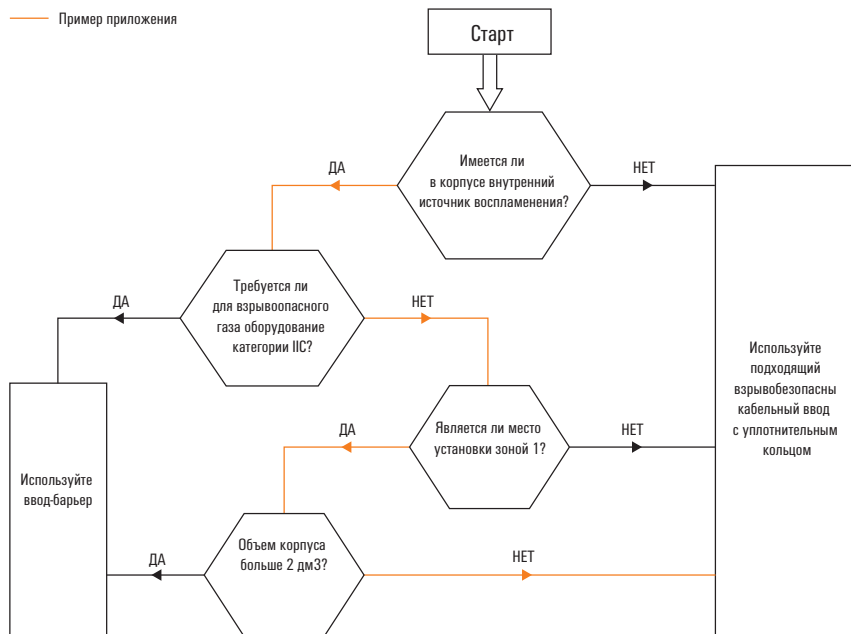 Пример приложения
Старт
Имеется ли
в корпусе внутренний
источник воспламенения?
ДА
НЕТ
Требуется ли
для взрывоопасного
газа оборудование
категории IIC?
ДА
НЕТ
Является ли место
установки зоной 1?
ДА
НЕТ
Объем корпуса
больше 2 дм3?
ДА
НЕТ
Используйте
ввод-барьер
Используйте
подходящий
взрывобезопасны
кабельный ввод
с уплотнительным
кольцом